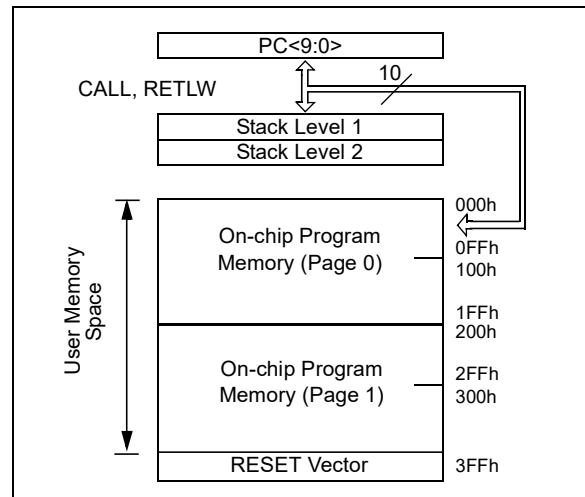 PC<9:0>
10
CALL, RETLW
Stack Level 1
Stack Level 2
User Memory
Space
000h
On-chip Program
Memory (Page 0)
0FFh
100h
1FFh
200h
On-chip Program
Memory (Page 1)
2FFh
300h
RESET Vector
3FFh